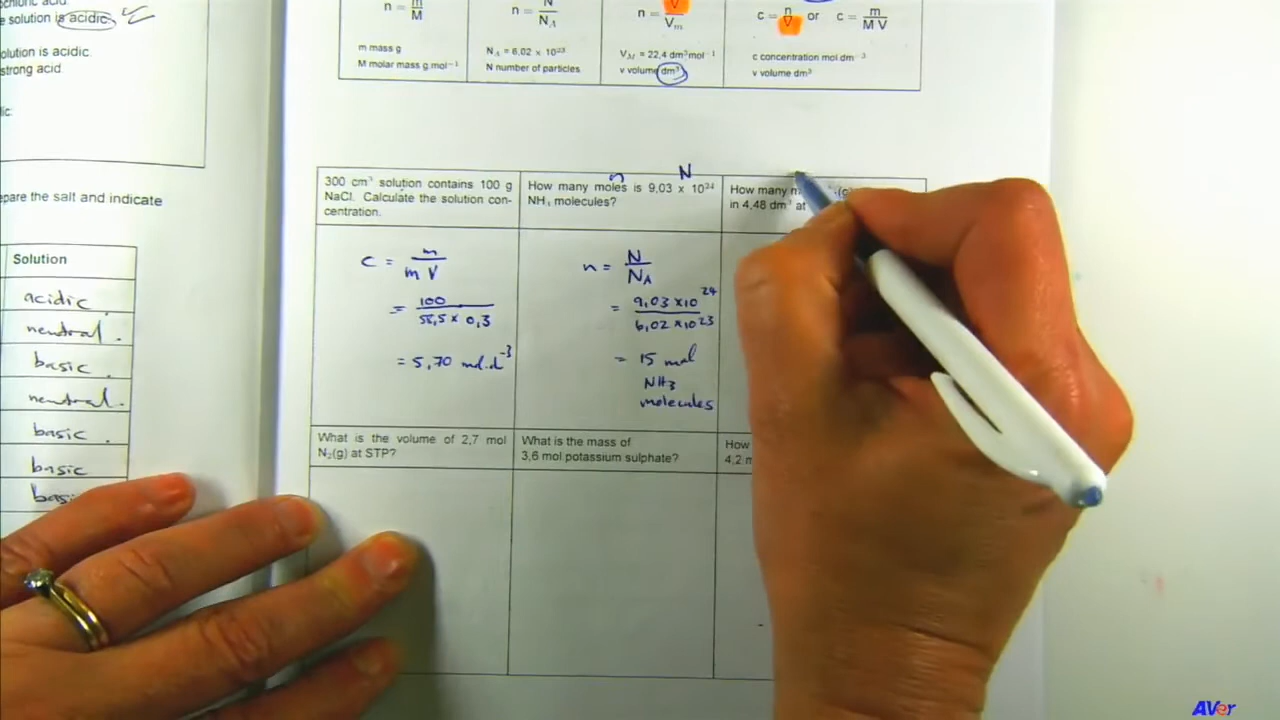 e solution is acidic
olution is acidic.
strong acid.
lic
pare the salt and indicate
Solution
acidic.
neutral.
basic.
neutral.
basic.
basic
basi
n = m/M
m mass g
M molar mass g.mol⁻¹
n = N/N_A
N_A = 6,02 × 10²³
N number of particles
n = V/V_m
V_M = 22,4 dm³mol⁻¹
v volume dm³
c = n/V or c = m/MV
c concentration mol.dm⁻³
v volume dm³
300 cm³ solution contains 100 g
NaCl. Calculate the solution con-
centration.
c = m/mV
= 100/58,5 × 0,3
= 5,70 mol.d⁻³
n N
How many moles is 9,03 × 10²⁴
NH₃ molecules?
n = N/N_A
= 9,03 ×10²⁴/6,02 ×10²³
= 15 mol
NH3
molecules
How many m
in 4,48 dm³ at
What is the volume of 2,7 mol
N₂(g) at STP?
What is the mass of
3,6 mol potassium sulphate?
How
4,2 m
AVer